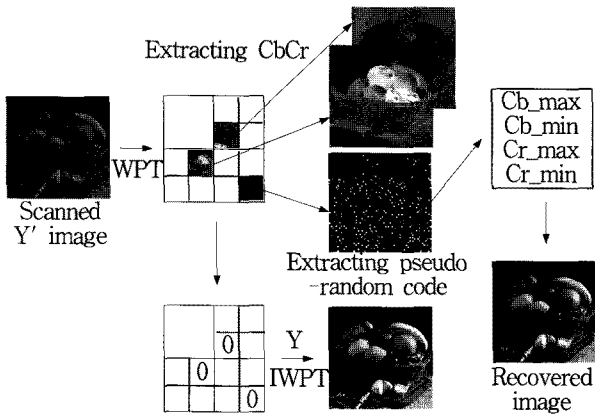 Extracting CbCr
WPT
Scanned
Y′ image
Cb_max
Cb_min
Cr_max
Cr_min
Extracting pseudo
-random code
0
0
0
Y
IWPT
Recovered
image